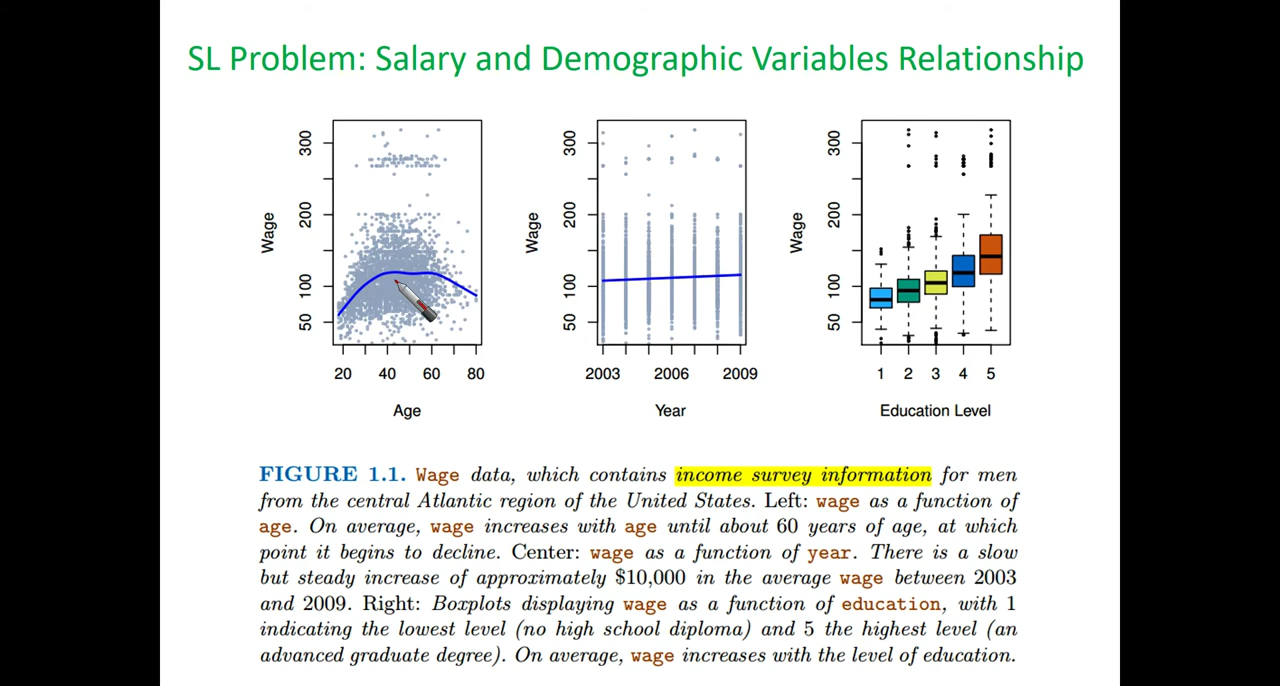 SL Problem: Salary and Demographic Variables Relationship
300
200
100
50
Wage
20 40 60 80
Age
300
200
100
50
Wage
2003 2006 2009
Year
300
200
100
50
Wage
1 2 3 4 5
Education Level
FIGURE 1.1. Wage data, which contains income survey information for men
from the central Atlantic region of the United States. Left: wage as a function of
age. On average, wage increases with age until about 60 years of age, at which
point it begins to decline. Center: wage as a function of year. There is a slow
but steady increase of approximately $10,000 in the average wage between 2003
and 2009. Right: Boxplots displaying wage as a function of education, with 1
indicating the lowest level (no high school diploma) and 5 the highest level (an
advanced graduate degree). On average, wage increases with the level of education.